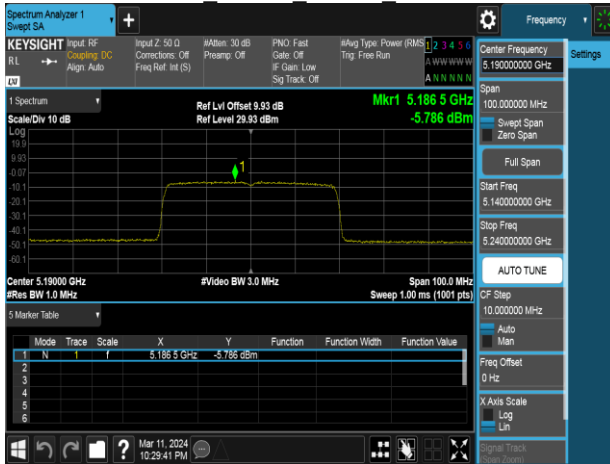 Spectrum Analyzer 1
Swept SA
+
Frequency
KEYSIGHT
Input: RF
Input Z: 50 Ω
#Atten: 30 dB
PNO: Fast
#Avg Type: Power (RMS
1 2 3 4 5 6
RL
Coupling: DC
Corrections: Off
Preamp: Off
Gate: Off
Trig: Free Run
A W W W W W
Align: Auto
Freq Ref: Int (S)
IF Gain: Low
Sig Track: Off
A N N N N N
LXI
1 Spectrum
Ref Lvl Offset 9.93 dB
Mkr1 5.186 5 GHz
Scale/Div 10 dB
Ref Level 29.93 dBm
-5.786 dBm
Log
19.9
9.93
-0.07
-10.1
-20.1
-30.1
-40.1
-50.1
-60.1
1
Center 5.19000 GHz
#Video BW 3.0 MHz
Span 100.0 MHz
#Res BW 1.0 MHz
Sweep 1.00 ms (1001 pts)
5 Marker Table
Mode Trace Scale X Y Function Function Width Function Value
1 N 1 f 5.186 5 GHz -5.786 dBm
2
3
4
5
6
?
Mar 11, 2024
10:29:41 PM
Center Frequency
5.190000000 GHz
Settings
Span
100.000000 MHz
Swept Span
Zero Span
Full Span
Start Freq
5.140000000 GHz
Stop Freq
5.240000000 GHz
AUTO TUNE
CF Step
10.000000 MHz
Auto
Man
Freq Offset
0 Hz
X Axis Scale
Log
Lin
Signal Track
(Span Zoom)